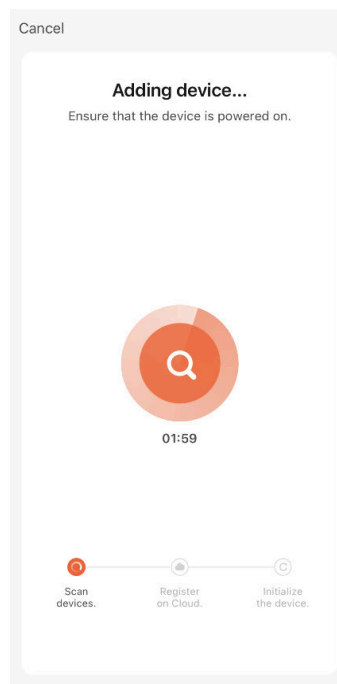 Cancel
Adding device...
Ensure that the device is powered on.
01:59
Scan
devices.
Register
on Cloud.
Initialize
the device.